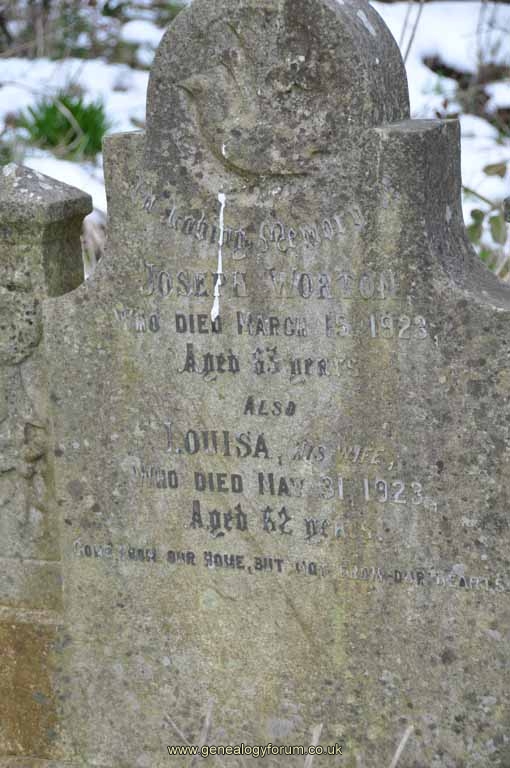 In Loving Memory
JOSEPH WORTON,
WHO DIED MARCH 15, 1923,
Aged 63 years.
ALSO
LOUISA, HIS WIFE,
WHO DIED MAY 31, 1923,
Aged 62 years.
GONE FROM OUR HOME, BUT NOT FROM OUR HEARTS.
www.genealogyforum.co.uk